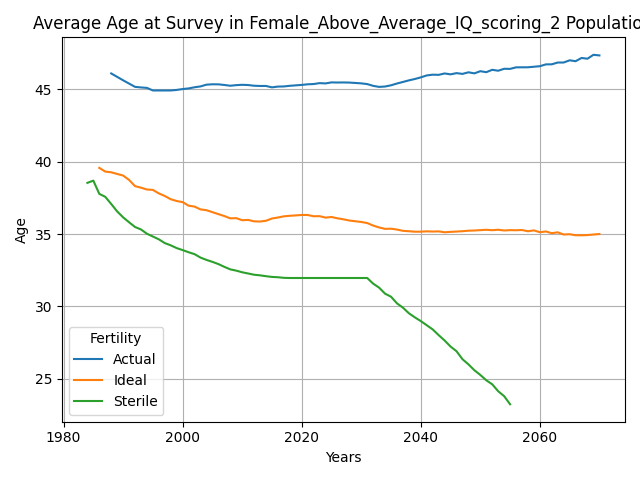 Average Age at Survey in Female_Above_Average_IQ_scoring_2 Populatio
Age
45
40
35
30
25
Fertility
Actual
Ideal
Sterile
1980 2000 2020 2040 2060
Years